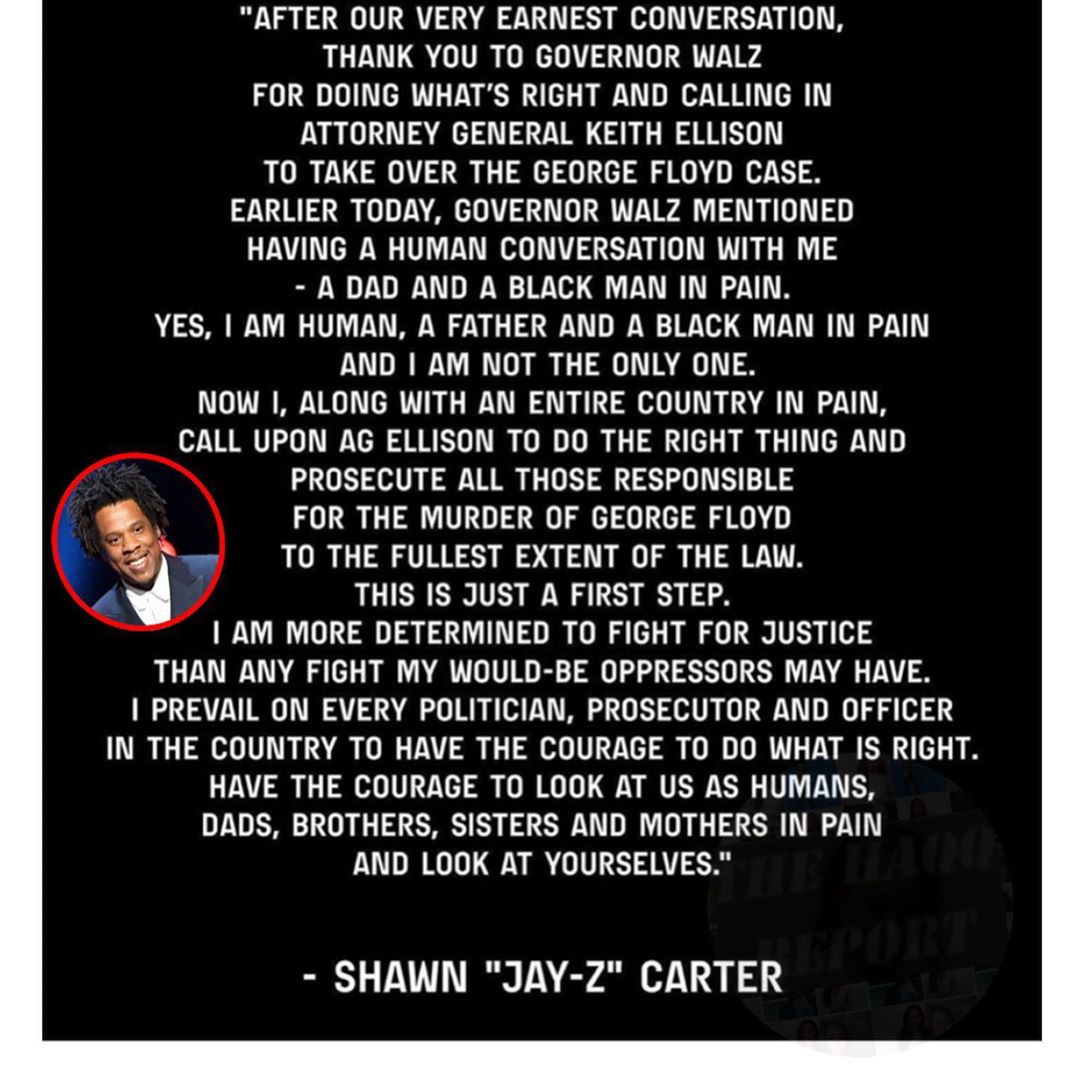 "AFTER OUR VERY EARNEST CONVERSATION,
THANK YOU TO GOVERNOR WALZ
FOR DOING WHAT'S RIGHT AND CALLING IN
ATTORNEY GENERAL KEITH ELLISON
TO TAKE OVER THE GEORGE FLOYD CASE.
EARLIER TODAY, GOVERNOR WALZ MENTIONED
HAVING A HUMAN CONVERSATION WITH ME
- A DAD AND A BLACK MAN IN PAIN.
YES, I AM HUMAN, A FATHER AND A BLACK MAN IN PAIN
AND I AM NOT THE ONLY ONE.
NOW I, ALONG WITH AN ENTIRE COUNTRY IN PAIN,
CALL UPON AG ELLISON TO DO THE RIGHT THING AND
PROSECUTE ALL THOSE RESPONSIBLE
FOR THE MURDER OF GEORGE FLOYD
TO THE FULLEST EXTENT OF THE LAW.
THIS IS JUST A FIRST STEP.
I AM MORE DETERMINED TO FIGHT FOR JUSTICE
THAN ANY FIGHT MY WOULD-BE OPPRESSORS MAY HAVE.
I PREVAIL ON EVERY POLITICIAN, PROSECUTOR AND OFFICER
IN THE COUNTRY TO HAVE THE COURAGE TO DO WHAT IS RIGHT.
HAVE THE COURAGE TO LOOK AT US AS HUMANS,
DADS, BROTHERS, SISTERS AND MOTHERS IN PAIN
AND LOOK AT YOURSELVES."
THE HAQQ
REPORT
- SHAWN "JAY-Z" CARTER